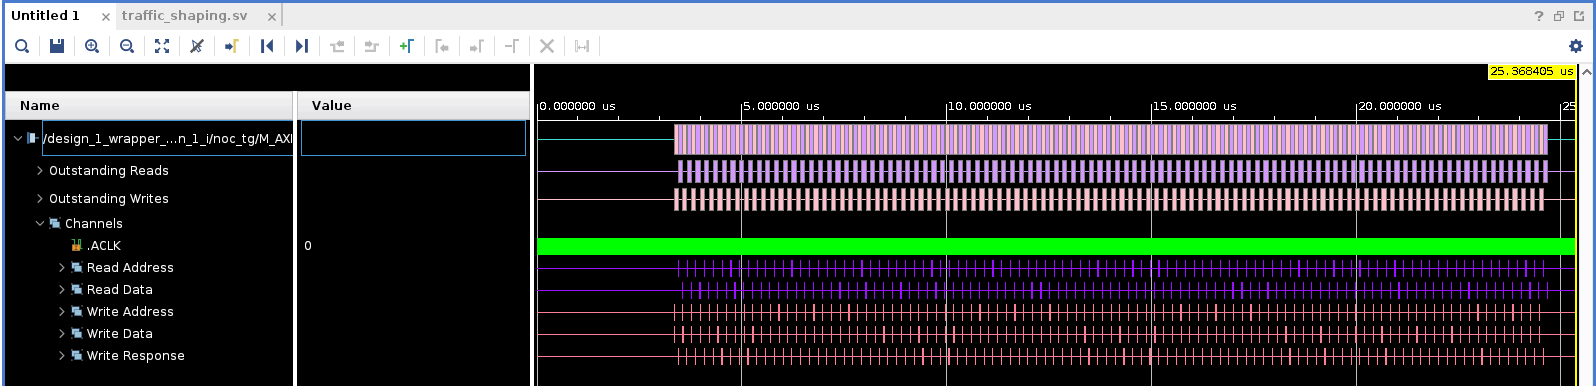 Untitled 1 × traffic_shaping.sv ×
?
25.368405 us
Name Value
0.000000 us 5.000000 us 10.000000 us 15.000000 us 20.000000 us 25
/design_1_wrapper_...n_1_i/noc_tg/M_AXI
Outstanding Reads
Outstanding Writes
Channels
.ACLK 0
Read Address
Read Data
Write Address
Write Data
Write Response